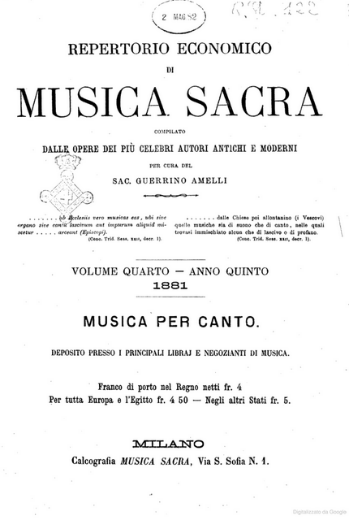 2 MAG 82
REPERTORIO ECONOMICO
DI
MUSICA SACRA
COMPILATO
DALLE OPERE DEI PIÙ CELEBRI AUTORI ANTICHI E MODERNI
PER CURA DEL
SAC. GUERRINO AMELLI
. . . . . . . (ab Ecclesiis vero musicas eas, ubi sive
organo sive cantu lascivum aut impurum aliquid mi-
scetur . . . . . arceant (Episcopi).
(Conc. Trid. Sess. XXII, decr. 1).
. . . . . . . dalle Chiese poi allontanino (i Vescovi)
quelle musiche sia di suono che di canto, nelle quali
trovasi immischiato alcun che di lascivo o di profano.
(Conc. Trid. Sess. XXII, decr. 1).
VOLUME QUARTO — ANNO QUINTO
1881
MUSICA PER CANTO.
DEPOSITO PRESSO I PRINCIPALI LIBRAJ E NEGOZIANTI DI MUSICA.
Franco di porto nel Regno netti fr. 4
Per tutta Europa e l'Egitto fr. 4 50 — Negli altri Stati fr. 5.
MILANO
Calcografia MUSICA SACRA, Via S. Sofia N. 1.